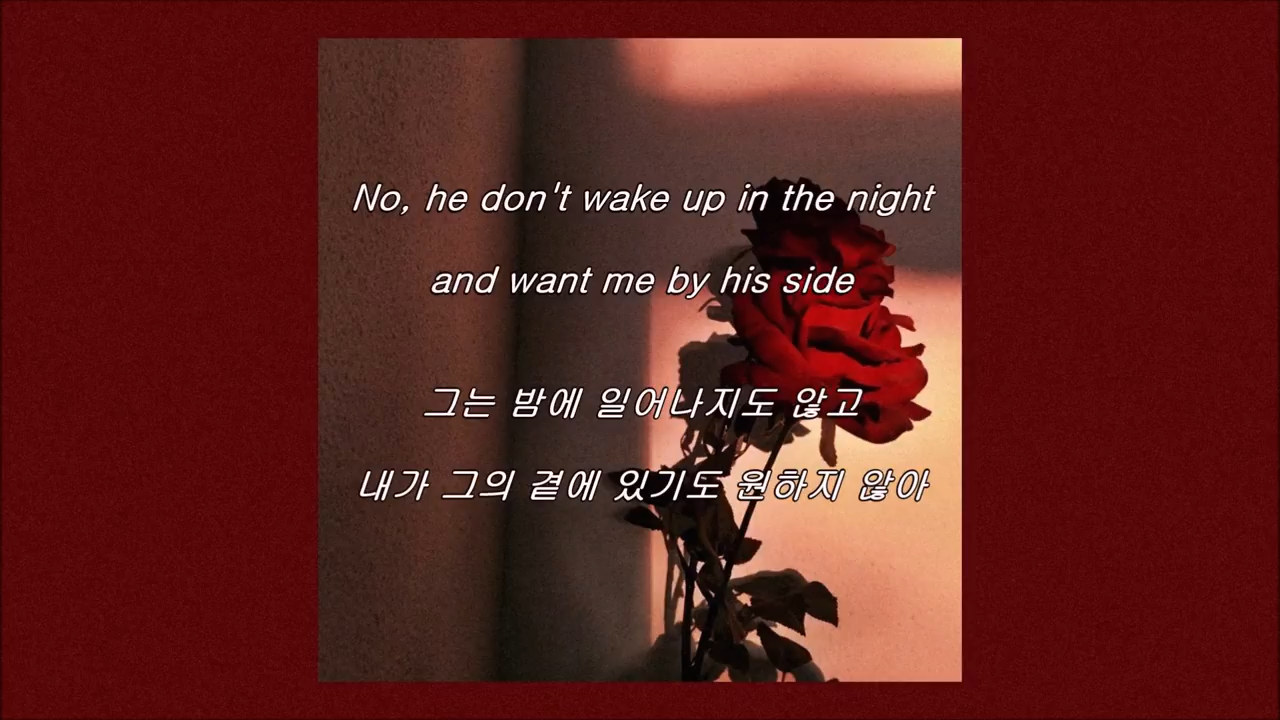 No, he don't wake up in the night
and want me by his side
그는 밤에 일어나지도 않고
내가 그의 곁에 있기도 원하지 않아